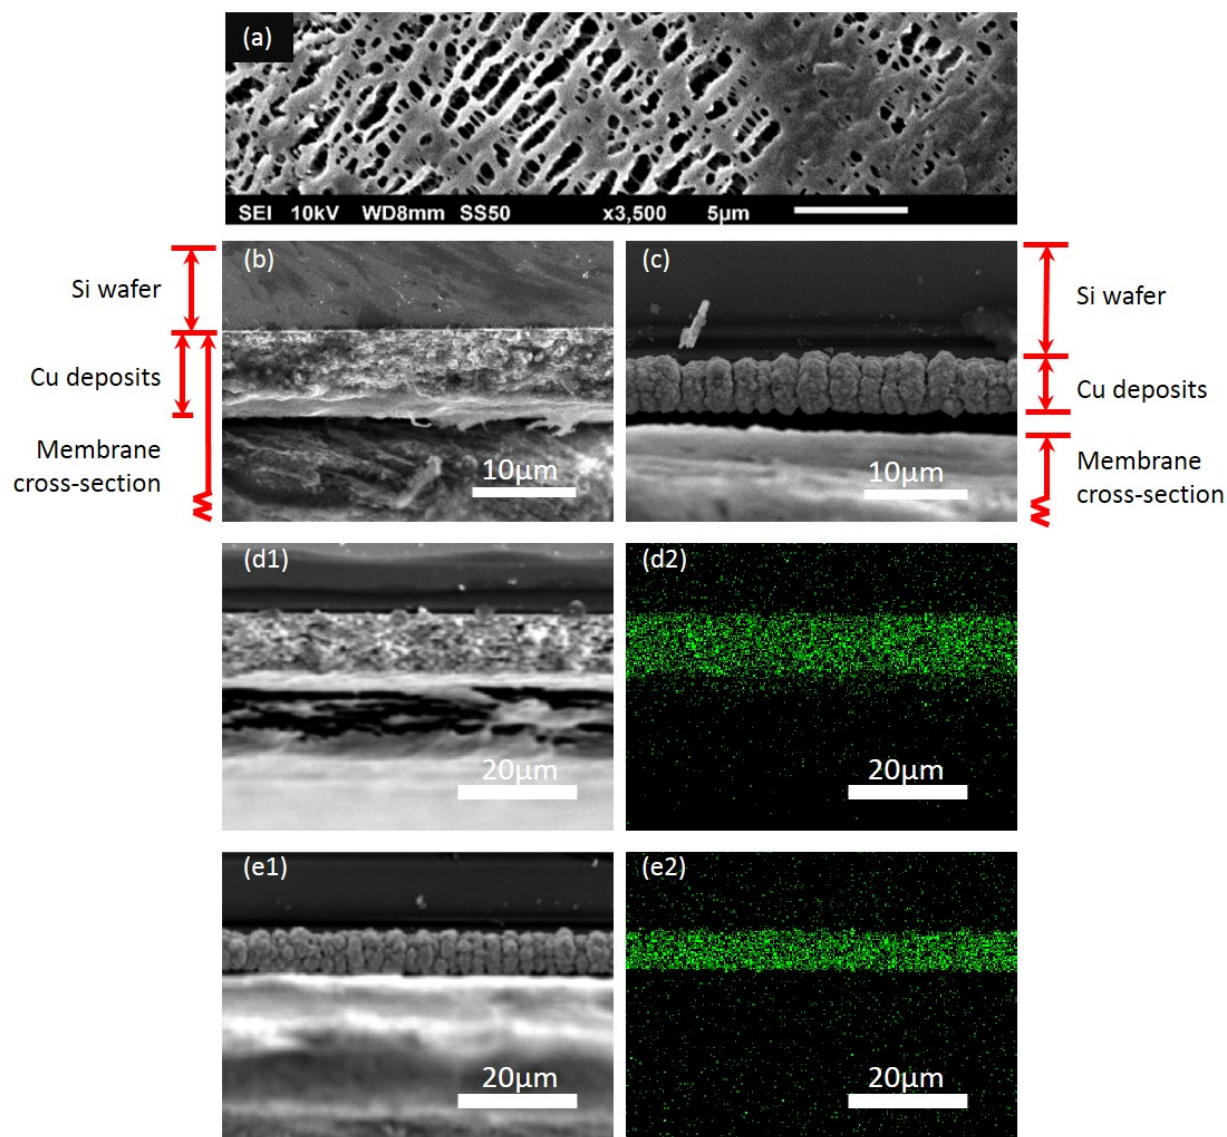 (a)
SEI 10kV WD8mm SS50 x3,500 5µm
(b)
(c)
Si wafer
Cu deposits
Membrane
cross-section
10µm
10µm
Si wafer
Cu deposits
Membrane
cross-section
(d1)
(d2)
20µm
20µm
(e1)
(e2)
20µm
20µm